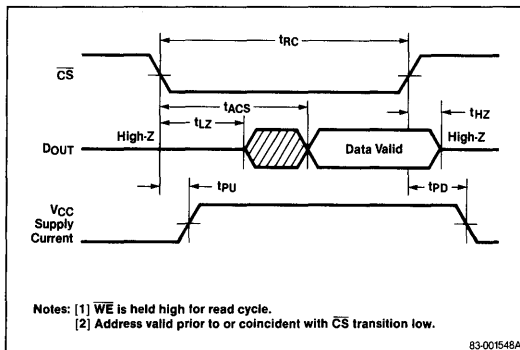 tRC
CS
tACS
tLZ
tHZ
High-Z
High-Z
DOUT
Data Valid
tPU
tPD
VCC
Supply
Current
Notes: [1] WE is held high for read cycle.
[2] Address valid prior to or coincident with CS transition low.
83-001548A